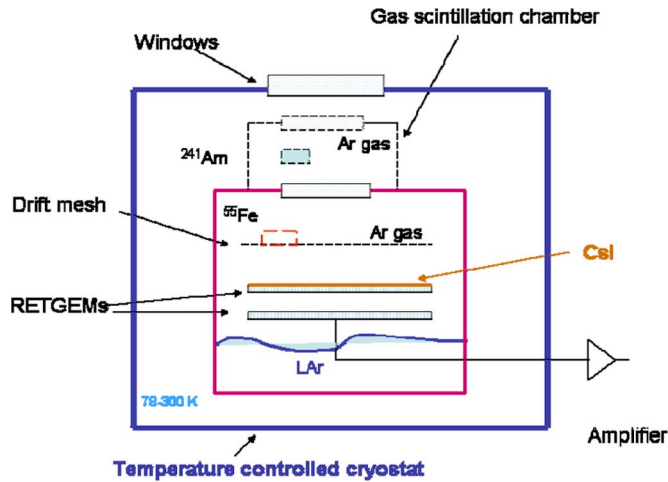 Gas scintillation chamber
Windows
²⁴¹Am
Ar gas
⁵⁵Fe
Drift mesh
Ar gas
CsI
RETGEMs
LAr
78-300 K
Amplifier
Temperature controlled cryostat